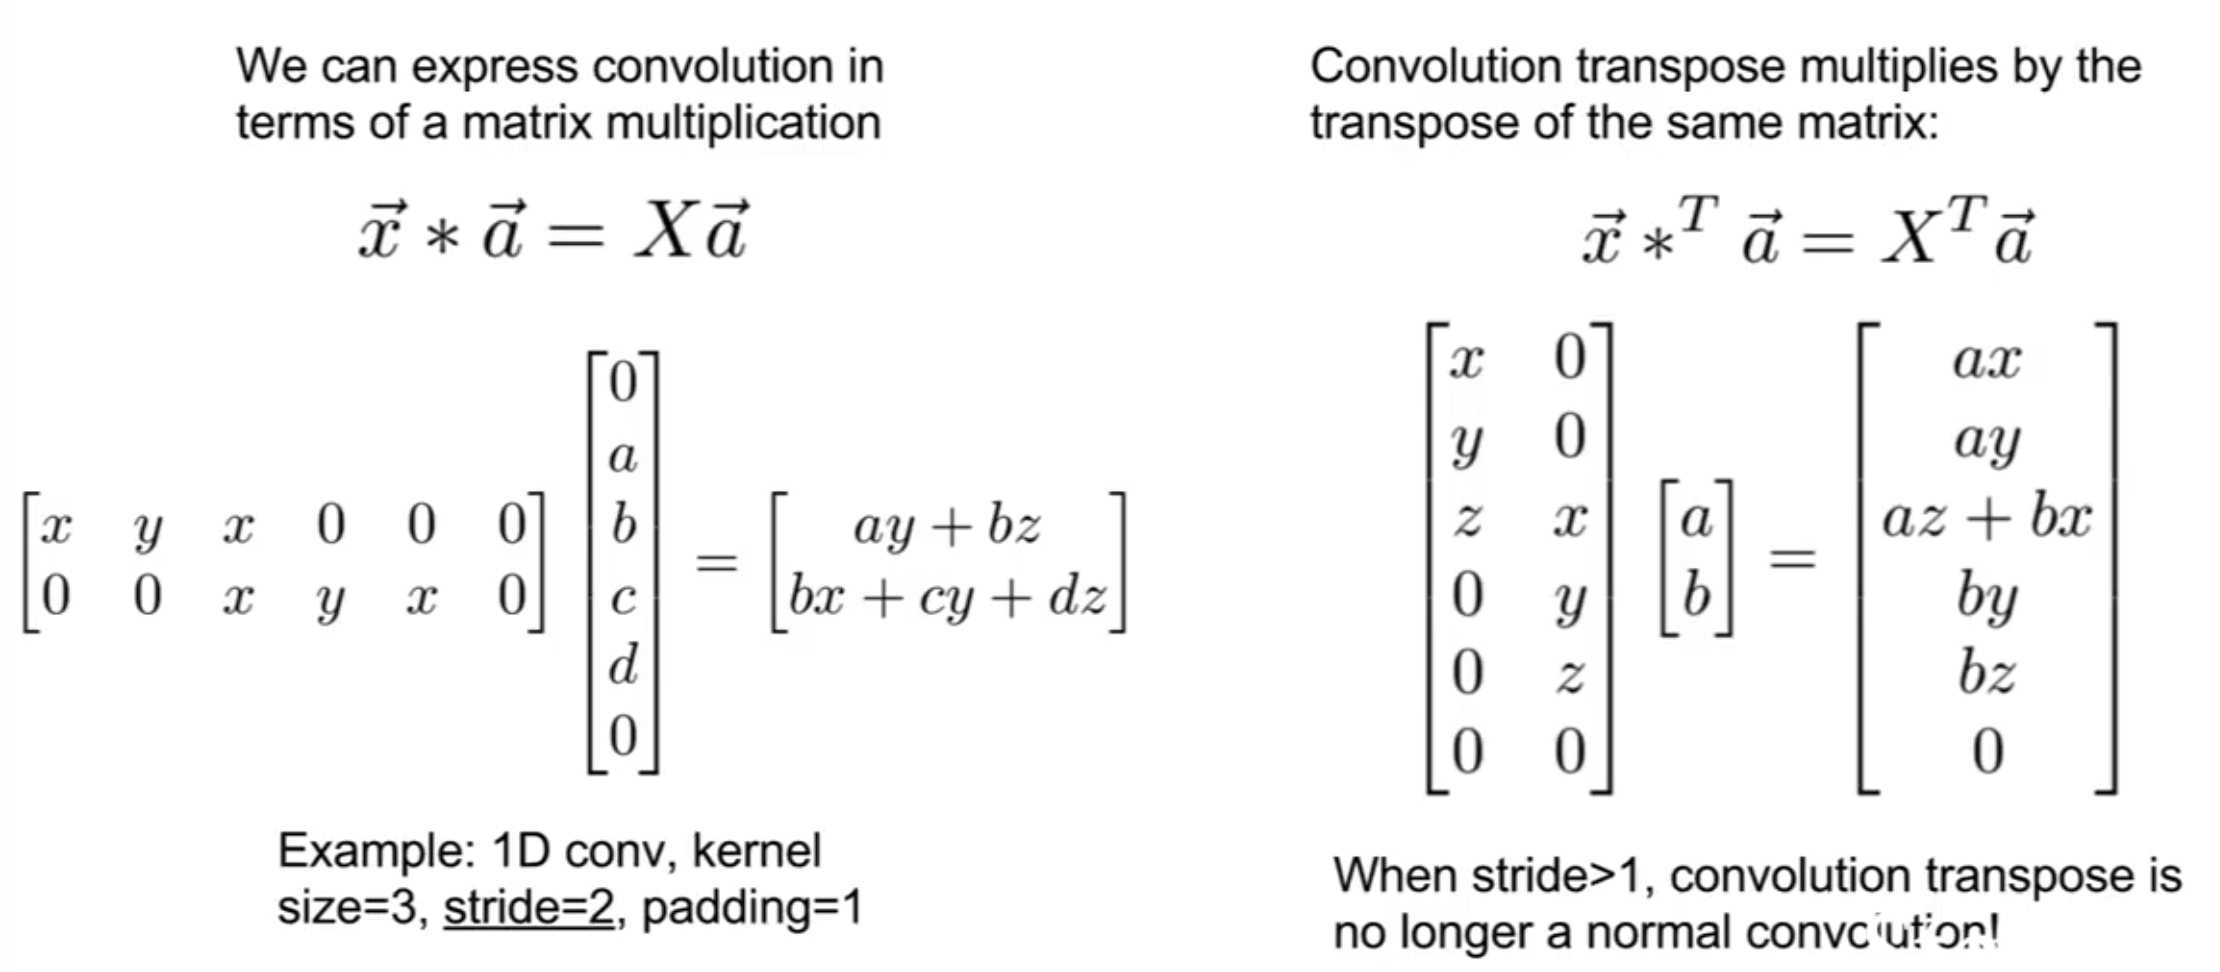 We can express convolution in
terms of a matrix multiplication
\vec{x} * \vec{a} = X\vec{a}
\begin{bmatrix} x & y & x & 0 & 0 & 0 \\ 0 & 0 & x & y & x & 0 \end{bmatrix} \begin{bmatrix} 0 \\ a \\ b \\ c \\ d \\ 0 \end{bmatrix} = \begin{bmatrix} ay + bz \\ bx + cy + dz \end{bmatrix}
Example: 1D conv, kernel
size=3, stride=2, padding=1
Convolution transpose multiplies by the
transpose of the same matrix:
\vec{x} *^T \vec{a} = X^T\vec{a}
\begin{bmatrix} x & 0 \\ y & 0 \\ z & x \\ 0 & y \\ 0 & z \\ 0 & 0 \end{bmatrix} \begin{bmatrix} a \\ b \end{bmatrix} = \begin{bmatrix} ax \\ ay \\ az + bx \\ by \\ bz \\ 0 \end{bmatrix}
When stride>1, convolution transpose is
no longer a normal convolution!